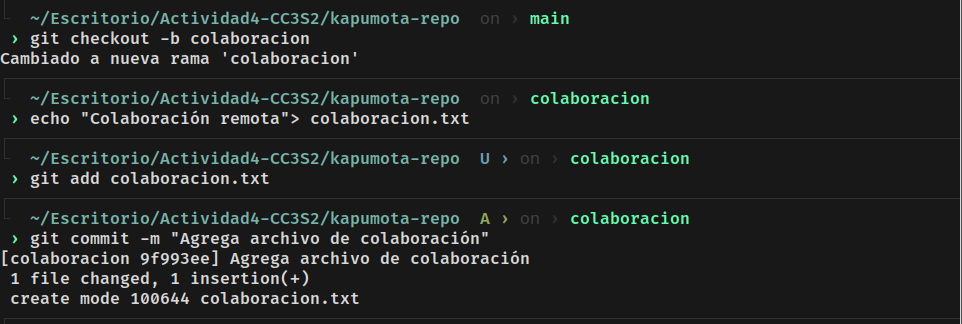 ~/Escritorio/Actividad4-CC3S2/kapumota-repo on › main
› git checkout -b colaboracion
Cambiado a nueva rama 'colaboracion'
~/Escritorio/Actividad4-CC3S2/kapumota-repo on › colaboracion
› echo "Colaboración remota"> colaboracion.txt
~/Escritorio/Actividad4-CC3S2/kapumota-repo U › on › colaboracion
› git add colaboracion.txt
~/Escritorio/Actividad4-CC3S2/kapumota-repo A › on › colaboracion
› git commit -m "Agrega archivo de colaboración"
[colaboracion 9f993ee] Agrega archivo de colaboración
1 file changed, 1 insertion(+)
create mode 100644 colaboracion.txt